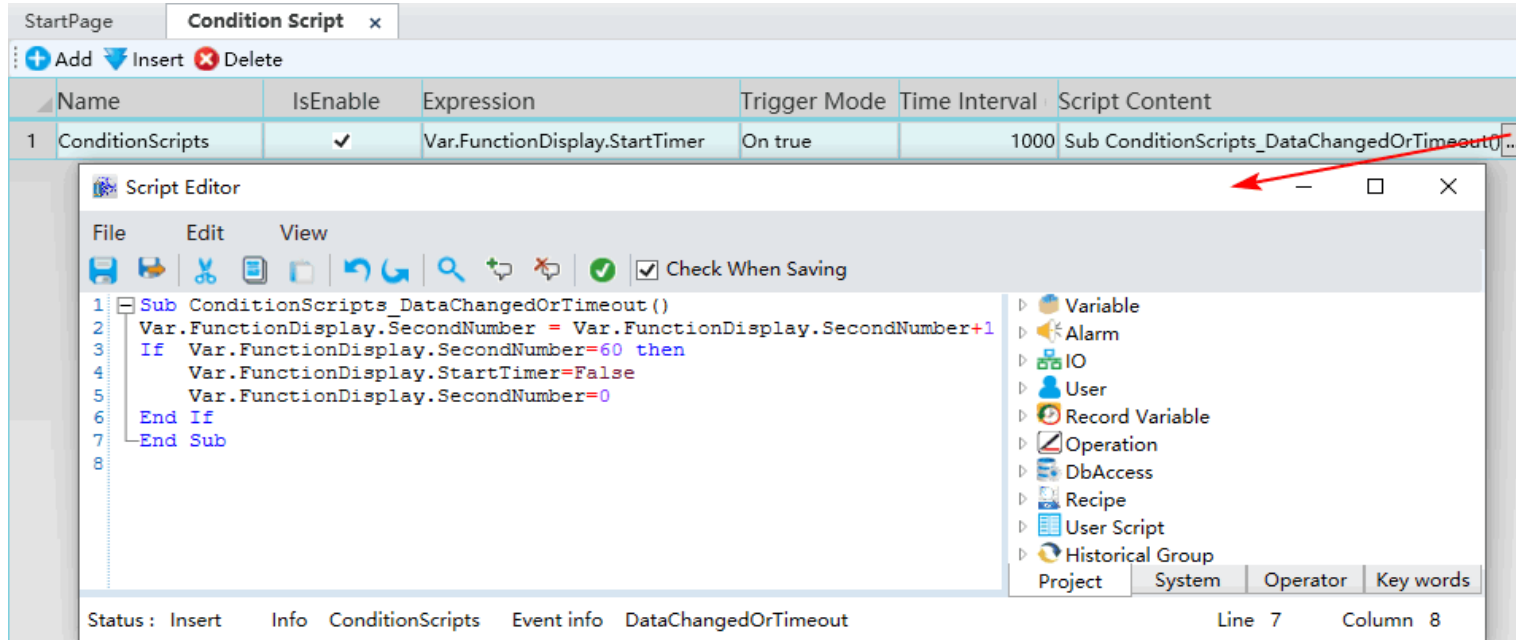 StartPage Condition Script x
Add Insert Delete
Name IsEnable Expression Trigger Mode Time Interval Script Content
1 ConditionScripts Var.FunctionDisplay.StartTimer On true 1000 Sub ConditionScripts_DataChangedOrTimeout() ...
Script Editor
File Edit View
Check When Saving
1 Sub ConditionScripts_DataChangedOrTimeout()
2 Var.FunctionDisplay.SecondNumber = Var.FunctionDisplay.SecondNumber+1
3 If  Var.FunctionDisplay.SecondNumber=60 then
4     Var.FunctionDisplay.StartTimer=False
5     Var.FunctionDisplay.SecondNumber=0
6 End If
7 End Sub
8
Variable
Alarm
IO
User
Record Variable
Operation
DbAccess
Recipe
User Script
Historical Group
Project System Operator Key words
Status : Insert Info ConditionScripts Event info DataChangedOrTimeout Line 7 Column 8